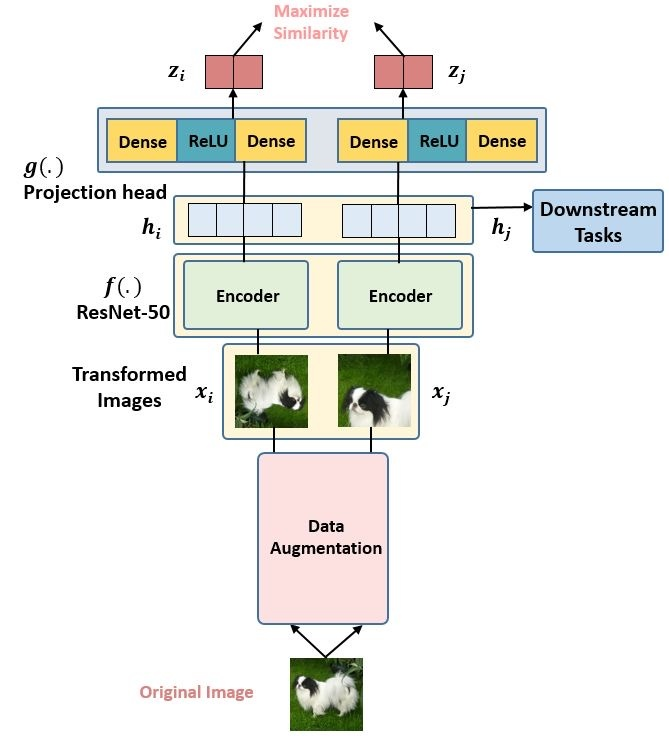 Maximize
Similarity
z_i
z_j
Dense ReLU Dense
Dense ReLU Dense
g(.)
Projection head
h_i
h_j
Downstream
Tasks
f(.)
ResNet-50
Encoder
Encoder
Transformed
Images
x_i
x_j
Data
Augmentation
Original Image